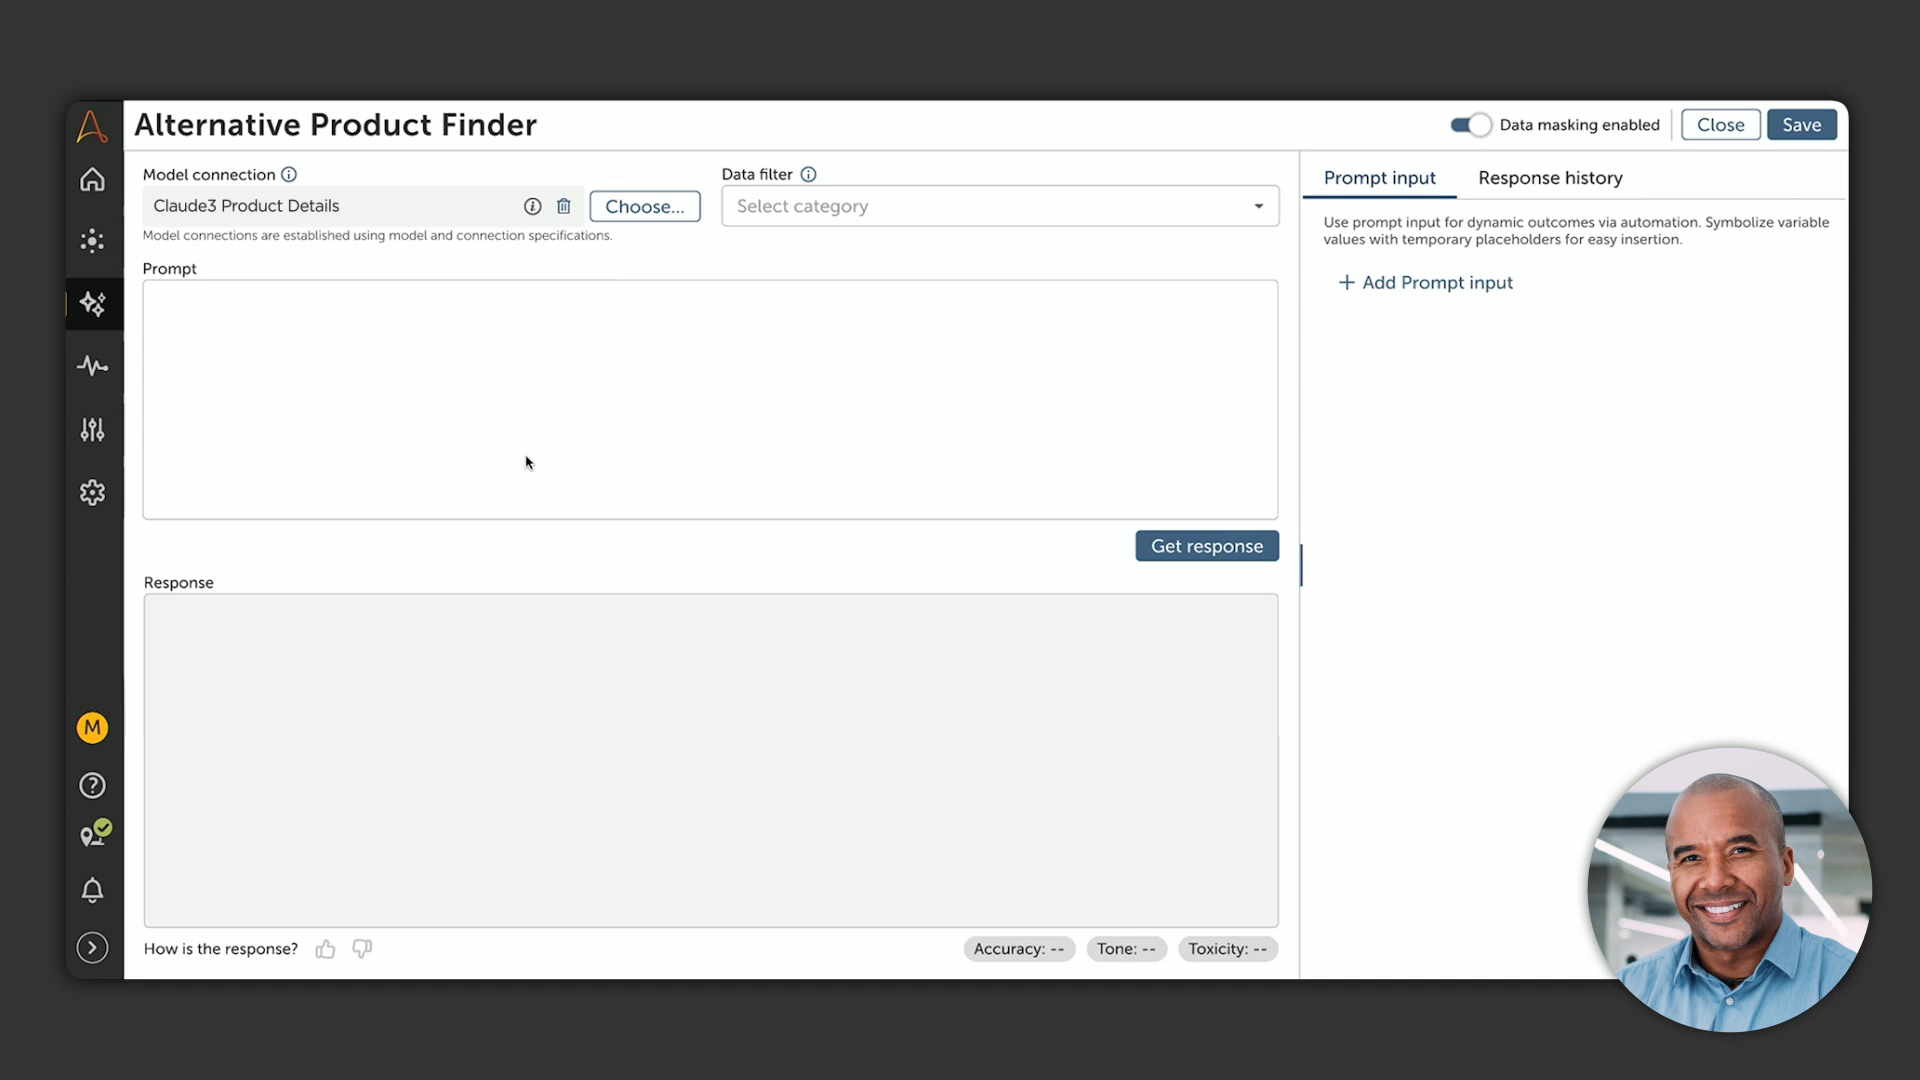 Alternative Product Finder
Data masking enabled
Close
Save
Model connection
Claude3 Product Details
Choose...
Model connections are established using model and connection specifications.
Data filter
Select category
Prompt
Get response
Response
How is the response?
Accuracy: --
Tone: --
Toxicity: --
Prompt input
Response history
Use prompt input for dynamic outcomes via automation. Symbolize variable
values with temporary placeholders for easy insertion.
+ Add Prompt input
M